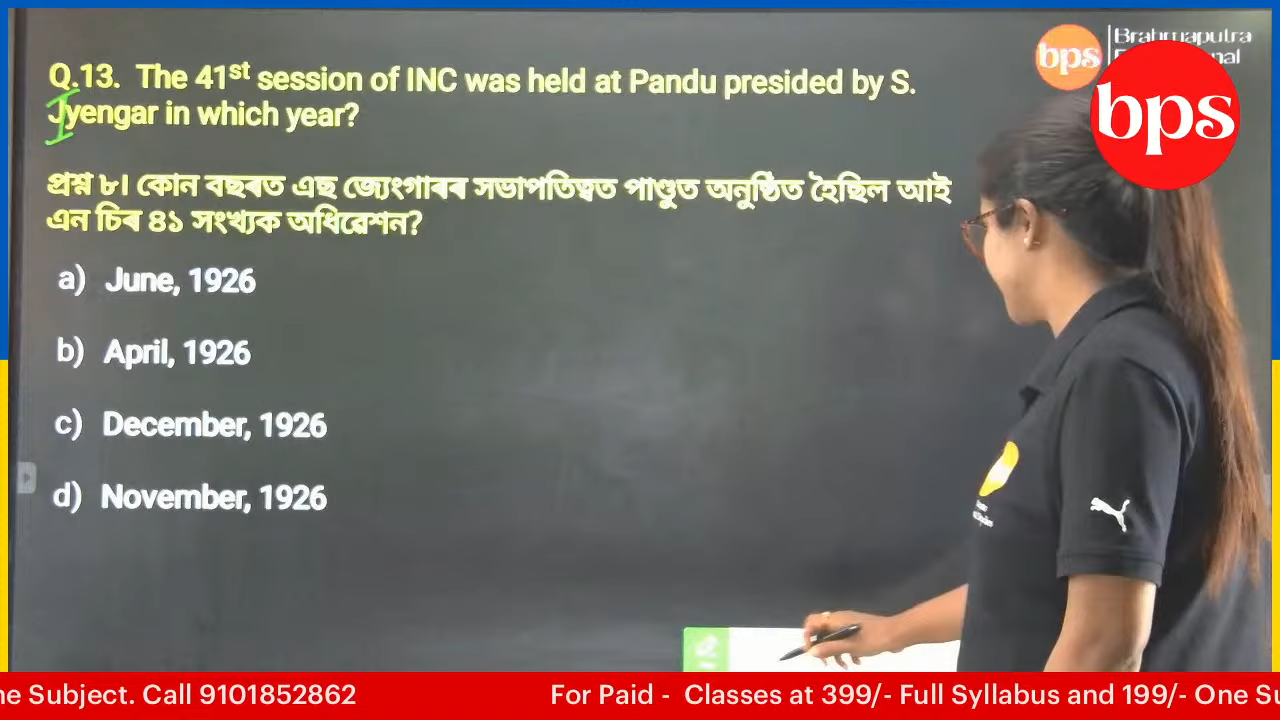 bps
Brahmaputra
bps
Q.13. The 41st session of INC was held at Pandu presided by S.
Iyengar in which year?
প্ৰশ্ন ৮। কোন বছৰত এছ জ্যেংগাৰৰ সভাপতিত্বত পাণ্ডুত অনুষ্ঠিত হৈছিল আই
এন চিৰ ৪১ সংখ্যক অধিৱেশন?
a) June, 1926
b) April, 1926
c) December, 1926
d) November, 1926
ne Subject. Call 9101852862 For Paid - Classes at 399/- Full Syllabus and 199/- One Su